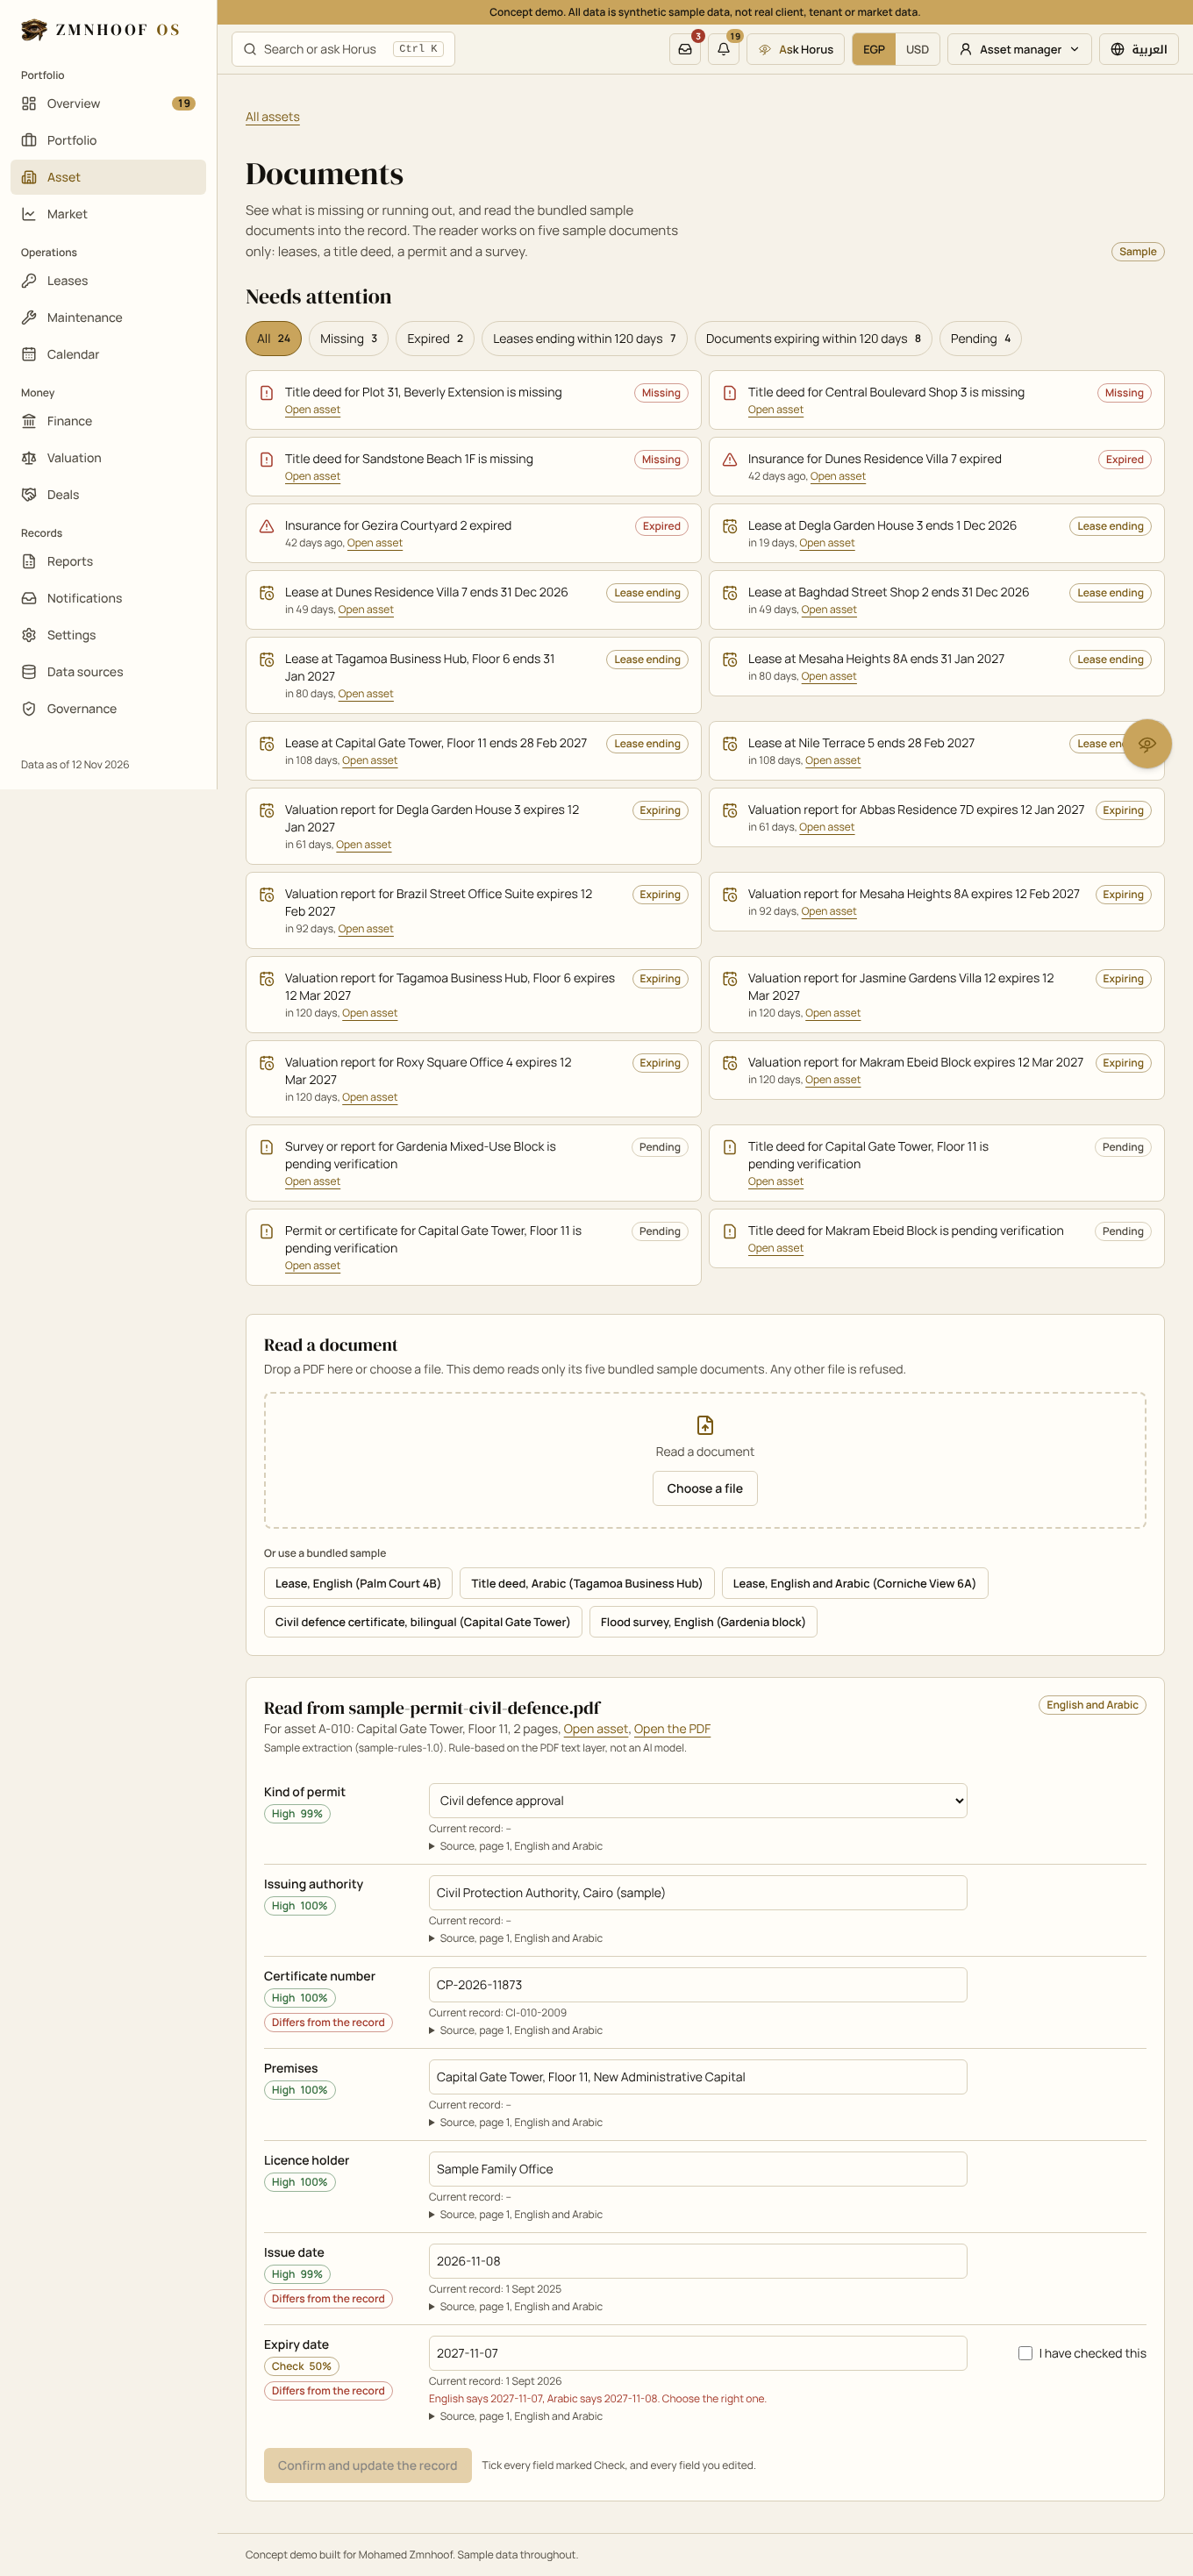 Concept demo. All data is synthetic sample data, not real client, tenant or market data.
ZMNHOOF OS
Search or ask Horus Ctrl K
3
19
Ask Horus
EGP USD
Asset manager
العربية
Portfolio
Overview 19
Portfolio
Asset
Market
Operations
Leases
Maintenance
Calendar
Money
Finance
Valuation
Deals
Records
Reports
Notifications
Settings
Data sources
Governance
Data as of 12 Nov 2026
All assets
Documents
See what is missing or running out, and read the bundled sample
documents into the record. The reader works on five sample documents
only: leases, a title deed, a permit and a survey.
Sample
Needs attention
All 24 Missing 3 Expired 2 Leases ending within 120 days 7 Documents expiring within 120 days 8 Pending 4
Title deed for Plot 31, Beverly Extension is missing Missing
Open asset
Title deed for Central Boulevard Shop 3 is missing Missing
Open asset
Title deed for Sandstone Beach 1F is missing Missing
Open asset
Insurance for Dunes Residence Villa 7 expired Expired
42 days ago, Open asset
Insurance for Gezira Courtyard 2 expired Expired
42 days ago, Open asset
Lease at Degla Garden House 3 ends 1 Dec 2026 Lease ending
in 19 days, Open asset
Lease at Dunes Residence Villa 7 ends 31 Dec 2026 Lease ending
in 49 days, Open asset
Lease at Baghdad Street Shop 2 ends 31 Dec 2026 Lease ending
in 49 days, Open asset
Lease at Tagamoa Business Hub, Floor 6 ends 31 Lease ending
Jan 2027
in 80 days, Open asset
Lease at Mesaha Heights 8A ends 31 Jan 2027 Lease ending
in 80 days, Open asset
Lease at Capital Gate Tower, Floor 11 ends 28 Feb 2027 Lease ending
in 108 days, Open asset
Lease at Nile Terrace 5 ends 28 Feb 2027 Lease
in 108 days, Open asset
Valuation report for Degla Garden House 3 expires 12 Expiring
Jan 2027
in 61 days, Open asset
Valuation report for Abbas Residence 7D expires 12 Jan 2027 Expiring
in 61 days, Open asset
Valuation report for Brazil Street Office Suite expires 12 Expiring
Feb 2027
in 92 days, Open asset
Valuation report for Mesaha Heights 8A expires 12 Feb 2027 Expiring
in 92 days, Open asset
Valuation report for Tagamoa Business Hub, Floor 6 expires Expiring
12 Mar 2027
in 120 days, Open asset
Valuation report for Jasmine Gardens Villa 12 expires 12 Expiring
Mar 2027
in 120 days, Open asset
Valuation report for Roxy Square Office 4 expires 12 Expiring
Mar 2027
in 120 days, Open asset
Valuation report for Makram Ebeid Block expires 12 Mar 2027 Expiring
in 120 days, Open asset
Survey or report for Gardenia Mixed-Use Block is Pending
pending verification
Open asset
Title deed for Capital Gate Tower, Floor 11 is Pending
pending verification
Open asset
Permit or certificate for Capital Gate Tower, Floor 11 is Pending
pending verification
Open asset
Title deed for Makram Ebeid Block is pending verification Pending
Open asset
Read a document
Drop a PDF here or choose a file. This demo reads only its five bundled sample documents. Any other file is refused.
Read a document
Choose a file
Or use a bundled sample
Lease, English (Palm Court 4B) Title deed, Arabic (Tagamoa Business Hub) Lease, English and Arabic (Corniche View 6A)
Civil defence certificate, bilingual (Capital Gate Tower) Flood survey, English (Gardenia block)
Read from sample-permit-civil-defence.pdf English and Arabic
For asset A-010: Capital Gate Tower, Floor 11, 2 pages, Open asset, Open the PDF
Sample extraction (sample-rules-1.0). Rule-based on the PDF text layer, not an AI model.
Kind of permit
High 99%
Civil defence approval
Current record: –
Source, page 1, English and Arabic
Issuing authority
High 100%
Civil Protection Authority, Cairo (sample)
Current record: –
Source, page 1, English and Arabic
Certificate number
High 100%
Differs from the record
CP-2026-11873
Current record: CI-010-2009
Source, page 1, English and Arabic
Premises
High 100%
Capital Gate Tower, Floor 11, New Administrative Capital
Current record: –
Source, page 1, English and Arabic
Licence holder
High 100%
Sample Family Office
Current record: –
Source, page 1, English and Arabic
Issue date
High 99%
Differs from the record
2026-11-08
Current record: 1 Sept 2025
Source, page 1, English and Arabic
Expiry date
Check 50%
Differs from the record
2027-11-07
I have checked this
Current record: 1 Sept 2026
English says 2027-11-07, Arabic says 2027-11-08. Choose the right one.
Source, page 1, English and Arabic
Confirm and update the record Tick every field marked Check, and every field you edited.
Concept demo built for Mohamed Zmnhoof. Sample data throughout.